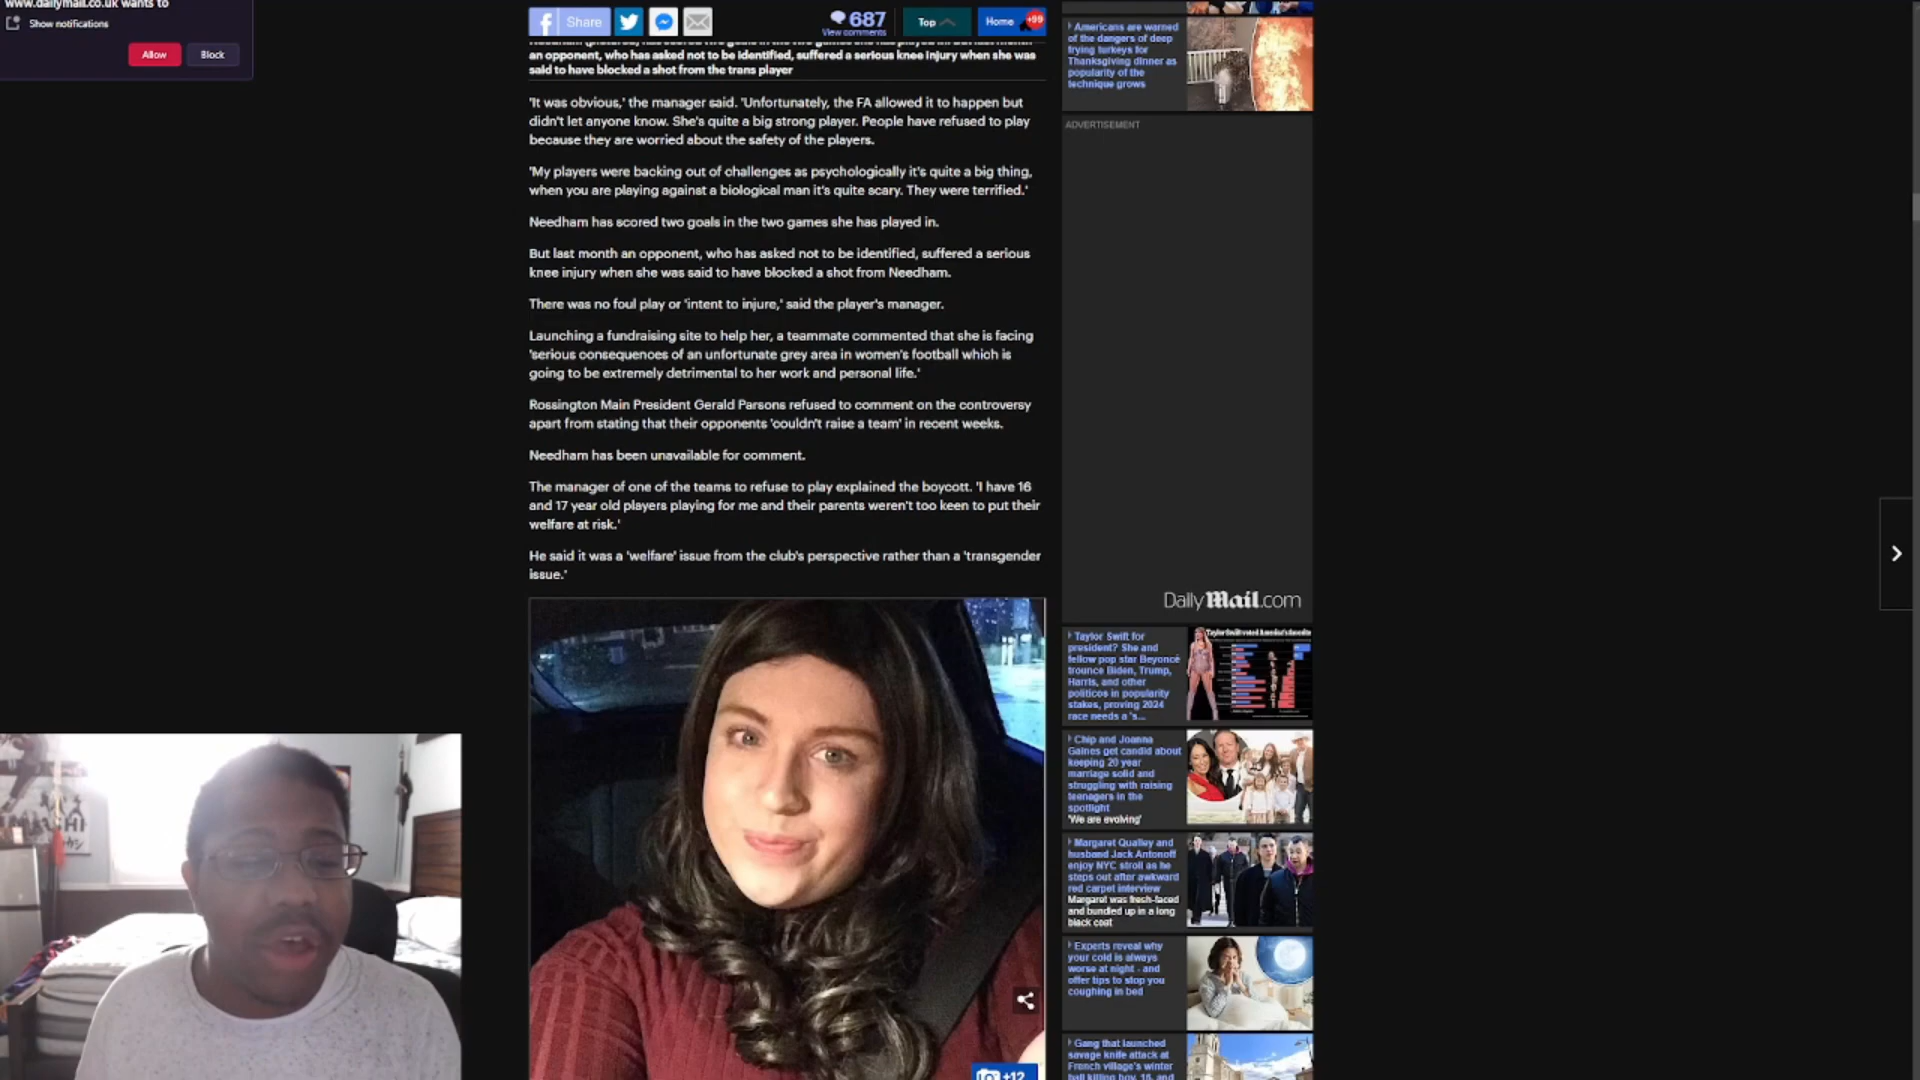 www.dailymail.co.uk wants to
Show notifications
Allow
Block
Share
687
View comments
Top
Home
+99
an opponent, who has asked not to be identified, suffered a serious knee injury when she was
said to have blocked a shot from the trans player
'It was obvious,' the manager said. 'Unfortunately, the FA allowed it to happen but
didn't let anyone know. She's quite a big strong player. People have refused to play
because they are worried about the safety of the players.
'My players were backing out of challenges as psychologically it's quite a big thing,
when you are playing against a biological man it's quite scary. They were terrified.'
Needham has scored two goals in the two games she has played in.
But last month an opponent, who has asked not to be identified, suffered a serious
knee injury when she was said to have blocked a shot from Needham.
There was no foul play or 'intent to injure,' said the player's manager.
Launching a fundraising site to help her, a teammate commented that she is facing
'serious consequences of an unfortunate grey area in women's football which is
going to be extremely detrimental to her work and personal life.'
Rossington Main President Gerald Parsons refused to comment on the controversy
apart from stating that their opponents 'couldn't raise a team' in recent weeks.
Needham has been unavailable for comment.
The manager of one of the teams to refuse to play explained the boycott. 'I have 16
and 17 year old players playing for me and their parents weren't too keen to put their
welfare at risk.'
He said it was a 'welfare' issue from the club's perspective rather than a 'transgender
issue.'
+12
Americans are warned
of the dangers of deep
frying turkeys for
Thanksgiving dinner as
popularity of the
technique grows
ADVERTISEMENT
Daily Mail.com
Taylor Swift for
president? She and
fellow pop star Beyoncé
trounce Biden, Trump,
Harris, and other
politicos in popularity
stakes, proving 2024
race needs a 's...
Chip and Joanna
Gaines get candid about
keeping 20 year
marriage solid and
struggling with raising
teenagers in the
spotlight
'We are evolving'
Margaret Qualley and
husband Jack Antonoff
enjoy NYC stroll as he
steps out after awkward
red carpet interview
Margaret was fresh-faced
and bundled up in a long
black coat
Experts reveal why
your cold is always
worse at night - and
offer tips to stop you
coughing in bed
Gang that launched
savage knife attack at
French village's winter
ball killing boy, 16, and